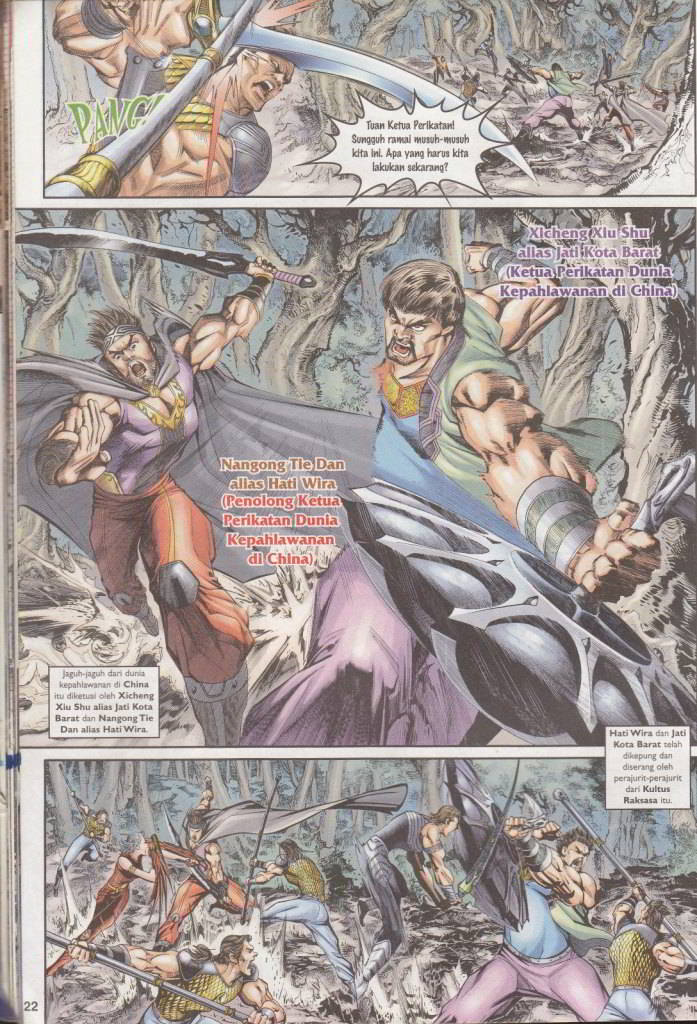 PANG!
Tuan Ketua Perikatan!
Sungguh ramai musuh-musuh
kita ini. Apa yang harus kita
lakukan sekarang?
Xicheng Xiu Shu
alias Jati Kota Barat
(Ketua Perikatan Dunia
Kepahlawanan di China)
Nangong Tie Dan
alias Hati Wira
(Penolong Ketua
Perikatan Dunia
Kepahlawanan
di China)
Jaguh-jaguh dari dunia
kepahlawanan di China
itu diketuai oleh Xicheng
Xiu Shu alias Jati Kota
Barat dan Nangong Tie
Dan alias Hati Wira.
Hati Wira dan Jati
Kota Barat telah
dikepung dan
diserang oleh
perajurit-perajurit
dari Kultus
Raksasa itu.
22